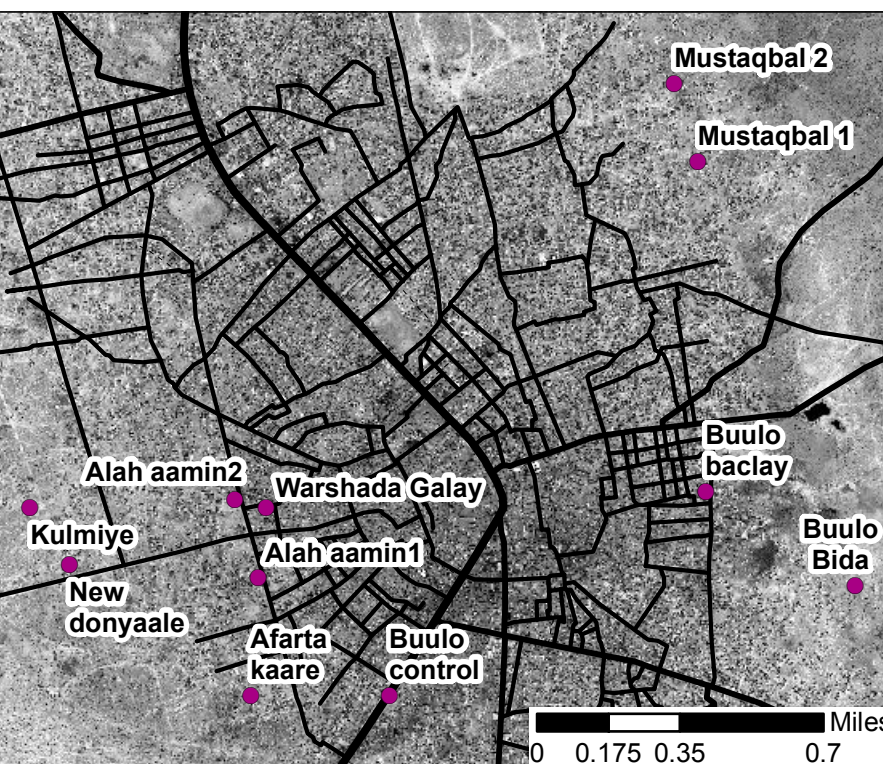 Mustaqbal 2
Mustaqbal 1
Buulo
baclay
Alah aamin2
Warshada Galay
Kulmiye
Buulo
Bida
Alah aamin1
New
donyaale
Afarta
kaare
Buulo
control
Miles
0 0.175 0.35 0.7